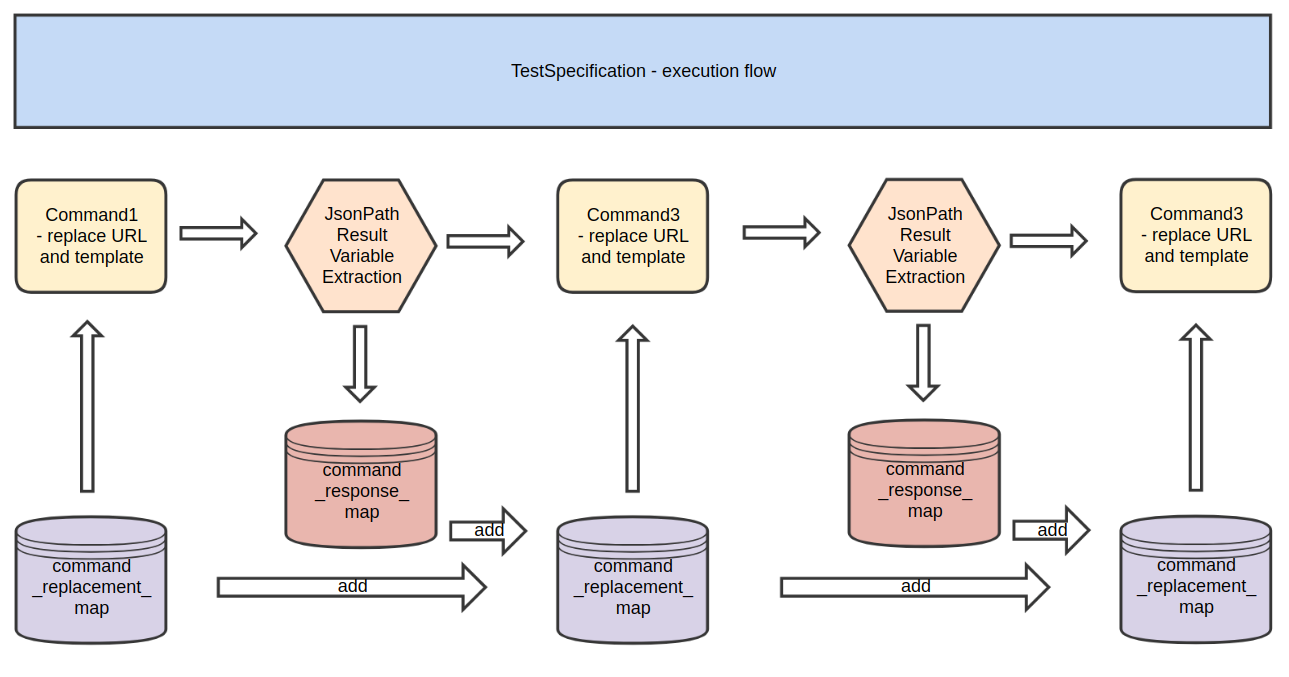 TestSpecification - execution flow
Command1
- replace URL
and template
JsonPath
Result
Variable
Extraction
Command3
- replace URL
and template
JsonPath
Result
Variable
Extraction
Command3
- replace URL
and template
command
_response_
map
add
command
_response_
map
add
command
_replacement_
map
add
command
_replacement_
map
add
command
_replacement_
map